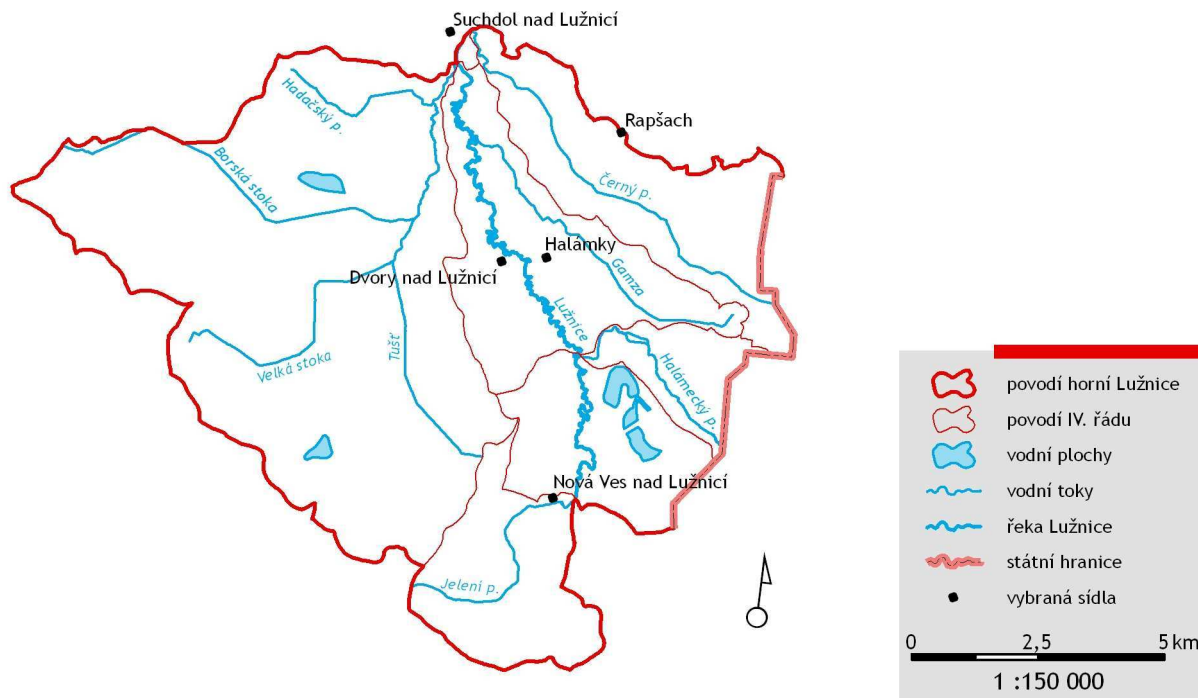 Suchdol nad Lužnicí
Hadačský p.
Rapšach
Borská stoka
Černý p.
Halámky
Gamza
Dvory nad Lužnicí
Lužnice
Tušť
Velká stoka
Halámecký p.
Nová Ves nad Lužnicí
Jelení p.
povodí horní Lužnice
povodí IV. řádu
vodní plochy
vodní toky
řeka Lužnice
státní hranice
vybraná sídla
0 2,5 5 km
1 :150 000